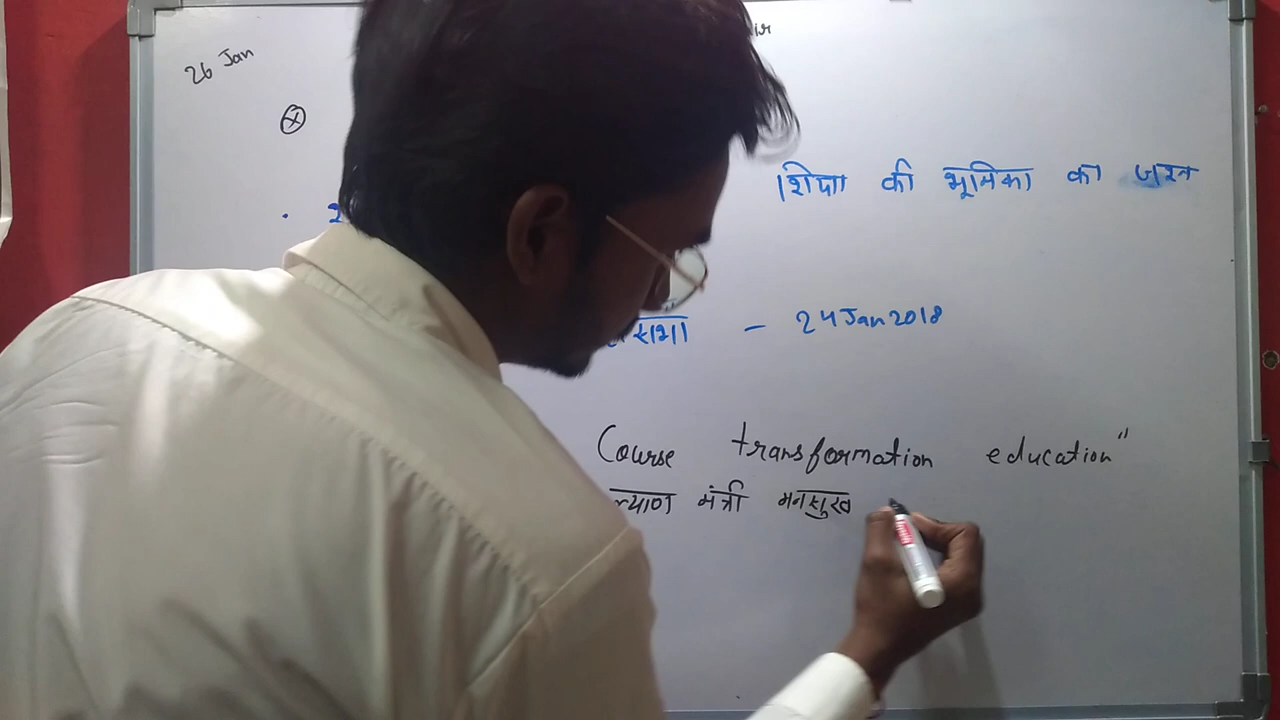 26 Jan
शिक्षा की भूमिका का जश्न
सभा - 24 Jan 2018
Course transformation education"
मंत्री मनसुख